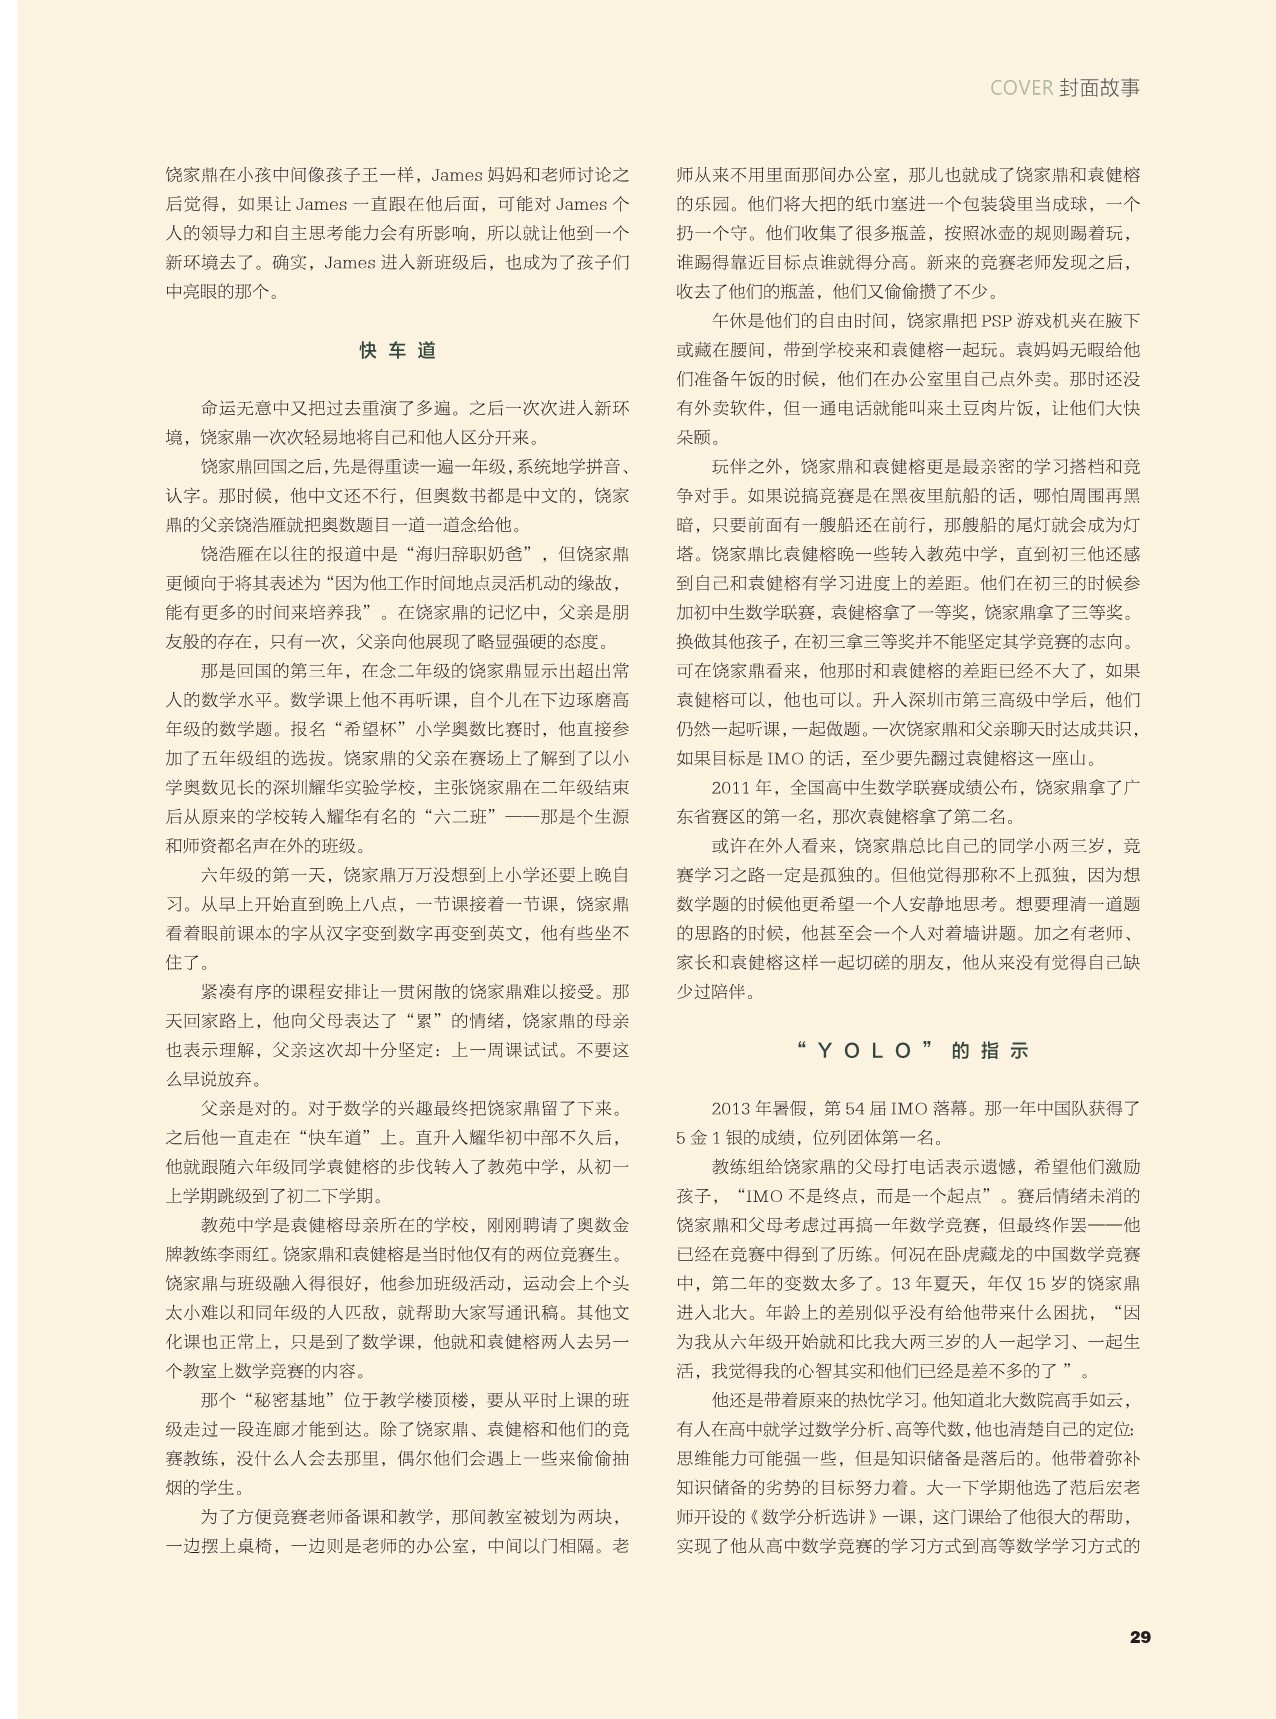 COVER 封面故事
饶家鼎在小孩中间像孩子王一样，James 妈妈和老师讨论之
后觉得，如果让 James 一直跟在他后面，可能对 James 个
人的领导力和自主思考能力会有所影响，所以就让他到一个
新环境去了。确实，James 进入新班级后，也成为了孩子们
中亮眼的那个。
快车道
命运无意中又把过去重演了多遍。之后一次次进入新环
境，饶家鼎一次次轻易地将自己和他人区分开来。
饶家鼎回国之后，先是得重读一遍一年级，系统地学拼音、
认字。那时候，他中文还不行，但奥数书都是中文的，饶家
鼎的父亲饶浩雁就把奥数题目一道一道念给他。
饶浩雁在以往的报道中是“海归辞职奶爸”，但饶家鼎
更倾向于将其表述为“因为他工作时间地点灵活机动的缘故，
能有更多的时间来培养我”。在饶家鼎的记忆中，父亲是朋
友般的存在，只有一次，父亲向他展现了略显强硬的态度。
那是回国的第三年，在念二年级的饶家鼎显示出超出常
人的数学水平。数学课上他不再听课，自个儿在下边琢磨高
年级的数学题。报名“希望杯”小学奥数比赛时，他直接参
加了五年级组的选拔。饶家鼎的父亲在赛场上了解到了以小
学奥数见长的深圳耀华实验学校，主张饶家鼎在二年级结束
后从原来的学校转入耀华有名的“六二班”——那是个生源
和师资都名声在外的班级。
六年级的第一天，饶家鼎万万没想到上小学还要上晚自
习。从早上开始直到晚上八点，一节课接着一节课，饶家鼎
看着眼前课本的字从汉字变到数字再变到英文，他有些坐不
住了。
紧凑有序的课程安排让一贯闲散的饶家鼎难以接受。那
天回家路上，他向父母表达了“累”的情绪，饶家鼎的母亲
也表示理解，父亲这次却十分坚定：上一周课试试。不要这
么早说放弃。
父亲是对的。对于数学的兴趣最终把饶家鼎留了下来。
之后他一直走在“快车道”上。直升入耀华初中部不久后，
他就跟随六年级同学袁健榕的步伐转入了教苑中学，从初一
上学期跳级到了初二下学期。
教苑中学是袁健榕母亲所在的学校，刚刚聘请了奥数金
牌教练李雨红。饶家鼎和袁健榕是当时他仅有的两位竞赛生。
饶家鼎与班级融入得很好，他参加班级活动，运动会上个头
太小难以和同年级的人匹敌，就帮助大家写通讯稿。其他文
化课也正常上，只是到了数学课，他就和袁健榕两人去另一
个教室上数学竞赛的内容。
那个“秘密基地”位于教学楼顶楼，要从平时上课的班
级走过一段连廊才能到达。除了饶家鼎、袁健榕和他们的竞
赛教练，没什么人会去那里，偶尔他们会遇上一些来偷偷抽
烟的学生。
为了方便竞赛老师备课和教学，那间教室被划为两块，
一边摆上桌椅，一边则是老师的办公室，中间以门相隔。老
师从来不用里面那间办公室，那儿也就成了饶家鼎和袁健榕
的乐园。他们将大把的纸巾塞进一个包装袋里当成球，一个
扔一个守。他们收集了很多瓶盖，按照冰壶的规则踢着玩，
谁踢得靠近目标点谁就得分高。新来的竞赛老师发现之后，
收去了他们的瓶盖，他们又偷偷攒了不少。
午休是他们的自由时间，饶家鼎把 PSP 游戏机夹在腋下
或藏在腰间，带到学校来和袁健榕一起玩。袁妈妈无暇给他
们准备午饭的时候，他们在办公室里自己点外卖。那时还没
有外卖软件，但一通电话就能叫来土豆肉片饭，让他们大快
朵颐。
玩伴之外，饶家鼎和袁健榕更是最亲密的学习搭档和竞
争对手。如果说搞竞赛是在黑夜里航船的话，哪怕周围再黑
暗，只要前面有一艘船还在前行，那艘船的尾灯就会成为灯
塔。饶家鼎比袁健榕晚一些转入教苑中学，直到初三他还感
到自己和袁健榕有学习进度上的差距。他们在初三的时候参
加初中生数学联赛，袁健榕拿了一等奖，饶家鼎拿了三等奖。
换做其他孩子，在初三拿三等奖并不能坚定其学竞赛的志向。
可在饶家鼎看来，他那时和袁健榕的差距已经不大了，如果
袁健榕可以，他也可以。升入深圳市第三高级中学后，他们
仍然一起听课，一起做题。一次饶家鼎和父亲聊天时达成共识，
如果目标是 IMO 的话，至少要先翻过袁健榕这一座山。
2011 年，全国高中生数学联赛成绩公布，饶家鼎拿了广
东省赛区的第一名，那次袁健榕拿了第二名。
或许在外人看来，饶家鼎总比自己的同学小两三岁，竞
赛学习之路一定是孤独的。但他觉得那称不上孤独，因为想
数学题的时候他更希望一个人安静地思考。想要理清一道题
的思路的时候，他甚至会一个人对着墙讲题。加之有老师、
家长和袁健榕这样一起切磋的朋友，他从来没有觉得自己缺
少过陪伴。
“YOLO”的指示
2013 年暑假，第 54 届 IMO 落幕。那一年中国队获得了
5 金 1 银的成绩，位列团体第一名。
教练组给饶家鼎的父母打电话表示遗憾，希望他们激励
孩子，“IMO 不是终点，而是一个起点”。赛后情绪未消的
饶家鼎和父母考虑过再搞一年数学竞赛，但最终作罢——他
已经在竞赛中得到了历练。何况在卧虎藏龙的中国数学竞赛
中，第二年的变数太多了。13 年夏天，年仅 15 岁的饶家鼎
进入北大。年龄上的差别似乎没有给他带来什么困扰，“因
为我从六年级开始就和比我大两三岁的人一起学习、一起生
活，我觉得我的心智其实和他们已经是差不多的了 ”。
他还是带着原来的热忱学习。他知道北大数院高手如云，
有人在高中就学过数学分析、高等代数，他也清楚自己的定位：
思维能力可能强一些，但是知识储备是落后的。他带着弥补
知识储备的劣势的目标努力着。大一下学期他选了范后宏老
师开设的《数学分析选讲》一课，这门课给了他很大的帮助，
实现了他从高中数学竞赛的学习方式到高等数学学习方式的
29